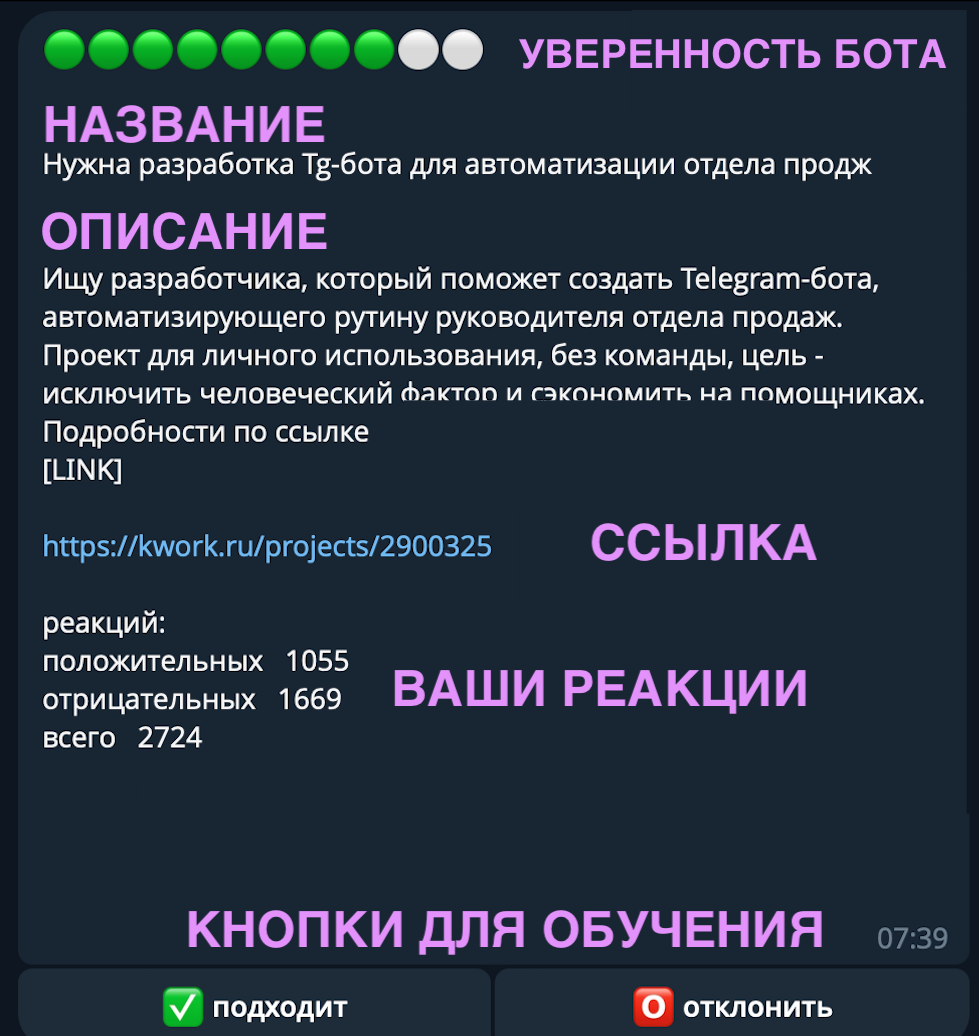 УВЕРЕННОСТЬ БОТА
НАЗВАНИЕ
Нужна разработка Tg-бота для автоматизации отдела продж
ОПИСАНИЕ
Ищу разработчика, который поможет создать Telegram-бота,
автоматизирующего рутину руководителя отдела продаж.
Проект для личного использования, без команды, цель -
исключить человеческий фактор и сэкономить на помощниках.
Подробности по ссылке
[LINK]
https://kwork.ru/projects/2900325 ССЫЛКА
реакций:
положительных 1055
отрицательных 1669 ВАШИ РЕАКЦИИ
всего 2724
КНОПКИ ДЛЯ ОБУЧЕНИЯ 07:39
подходит О отклонить